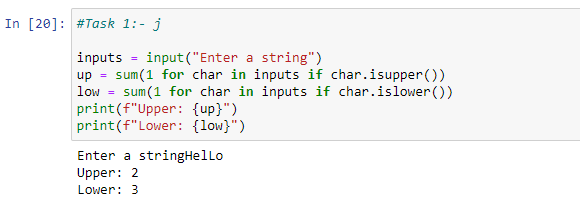 In [20]: #Task 1:- j
inputs = input("Enter a string")
up = sum(1 for char in inputs if char.isupper())
low = sum(1 for char in inputs if char.islower())
print(f"Upper: {up}")
print(f"Lower: {low}")
Enter a stringHelLo
Upper: 2
Lower: 3